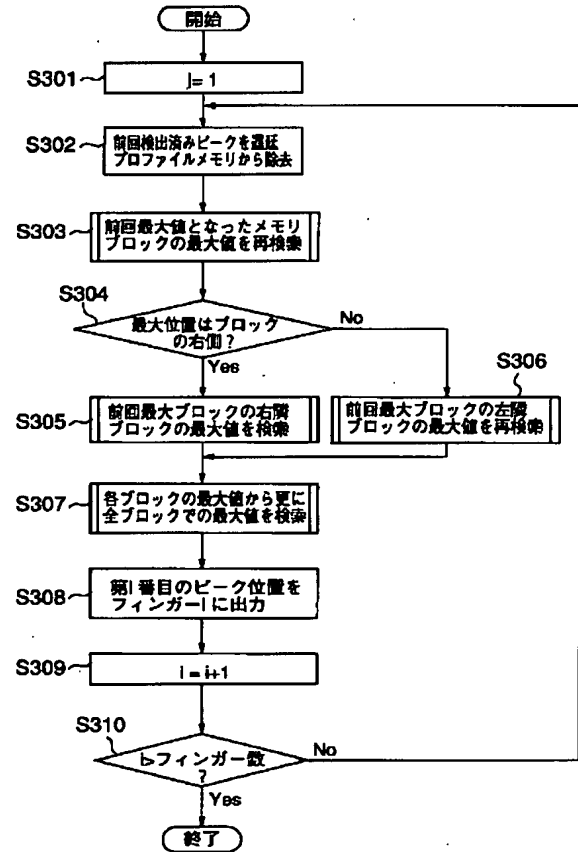 開始
S301
i=1
S302
前回検出済みピークを遅延
プロファイルメモリから除去
S303
前回最大値となったメモリ
ブロックの最大値を再検索
S304
最大位置はブロック
の右側?
No
Yes
S305
前回最大ブロックの右隣
ブロックの最大値を検索
S306
前回最大ブロックの左隣
ブロックの最大値を再検索
S307
各ブロックの最大値から更に
全ブロックでの最大値を検索
S308
第i番目のピーク位置を
フィンガーiに出力
S309
i=i+1
S310
i>フィンガー数
?
No
Yes
終了